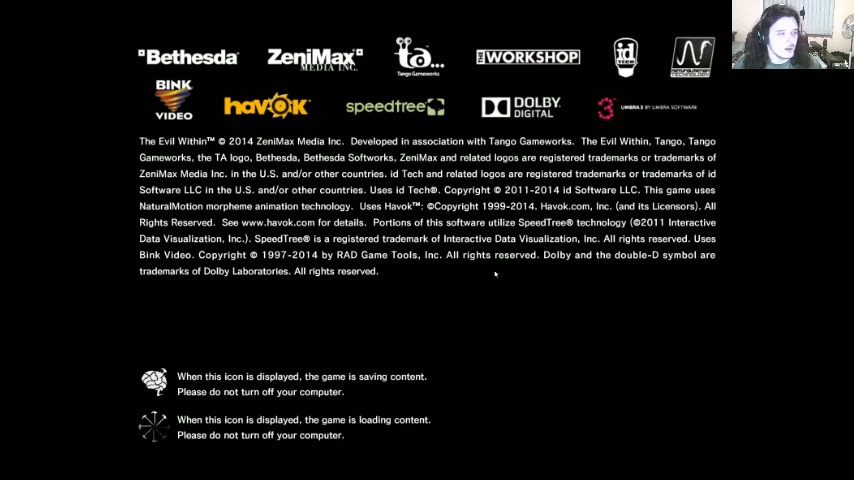 Bethesda
ZeniMax
MEDIA INC.
ta...
Tango Gameworks
THE WORKSHOP
id
TECH
BINK
VIDEO
havok
speedtree
DOLBY
DIGITAL
UMBRA 3 BY UMBRA SOFTWARE
The Evil Within™ © 2014 ZeniMax Media Inc. Developed in association with Tango Gameworks. The Evil Within, Tango, Tango
Gameworks, the TA logo, Bethesda, Bethesda Softworks, ZeniMax and related logos are registered trademarks or trademarks of
ZeniMax Media Inc. in the U.S. and/or other countries. id Tech and related logos are registered trademarks or trademarks of id
Software LLC in the U.S. and/or other countries. Uses id Tech®. Copyright © 2011-2014 id Software LLC. This game uses
NaturalMotion morpheme animation technology. Uses Havok™: ©Copyright 1999-2014. Havok.com, Inc. (and its Licensors). All
Rights Reserved. See www.havok.com for details. Portions of this software utilize SpeedTree® technology (©2011 Interactive
Data Visualization, Inc.). SpeedTree® is a registered trademark of Interactive Data Visualization, Inc. All rights reserved. Uses
Bink Video. Copyright © 1997-2014 by RAD Game Tools, Inc. All rights reserved. Dolby and the double-D symbol are
trademarks of Dolby Laboratories. All rights reserved.
When this icon is displayed, the game is saving content.
Please do not turn off your computer.
When this icon is displayed, the game is loading content.
Please do not turn off your computer.